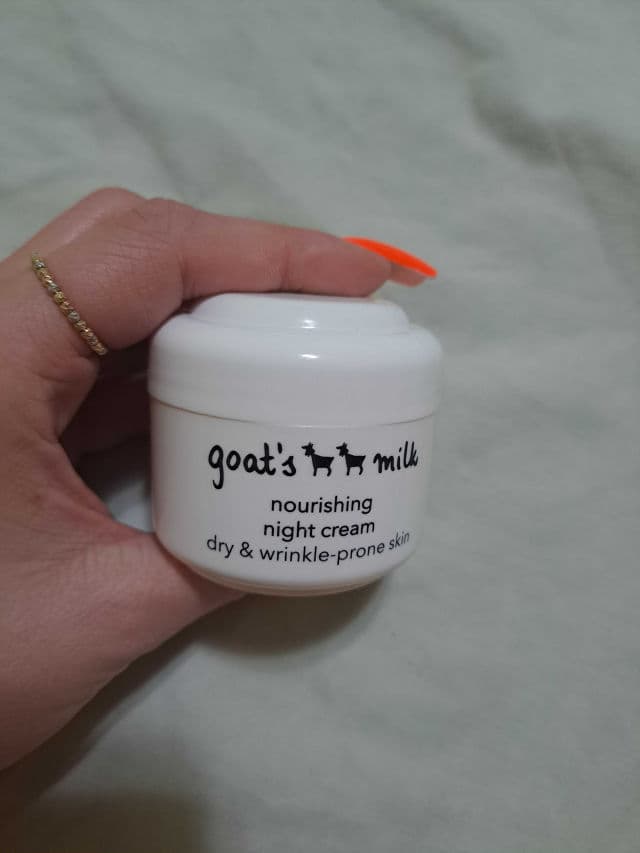 goat's milk
nourishing
night cream
dry & wrinkle-prone skin